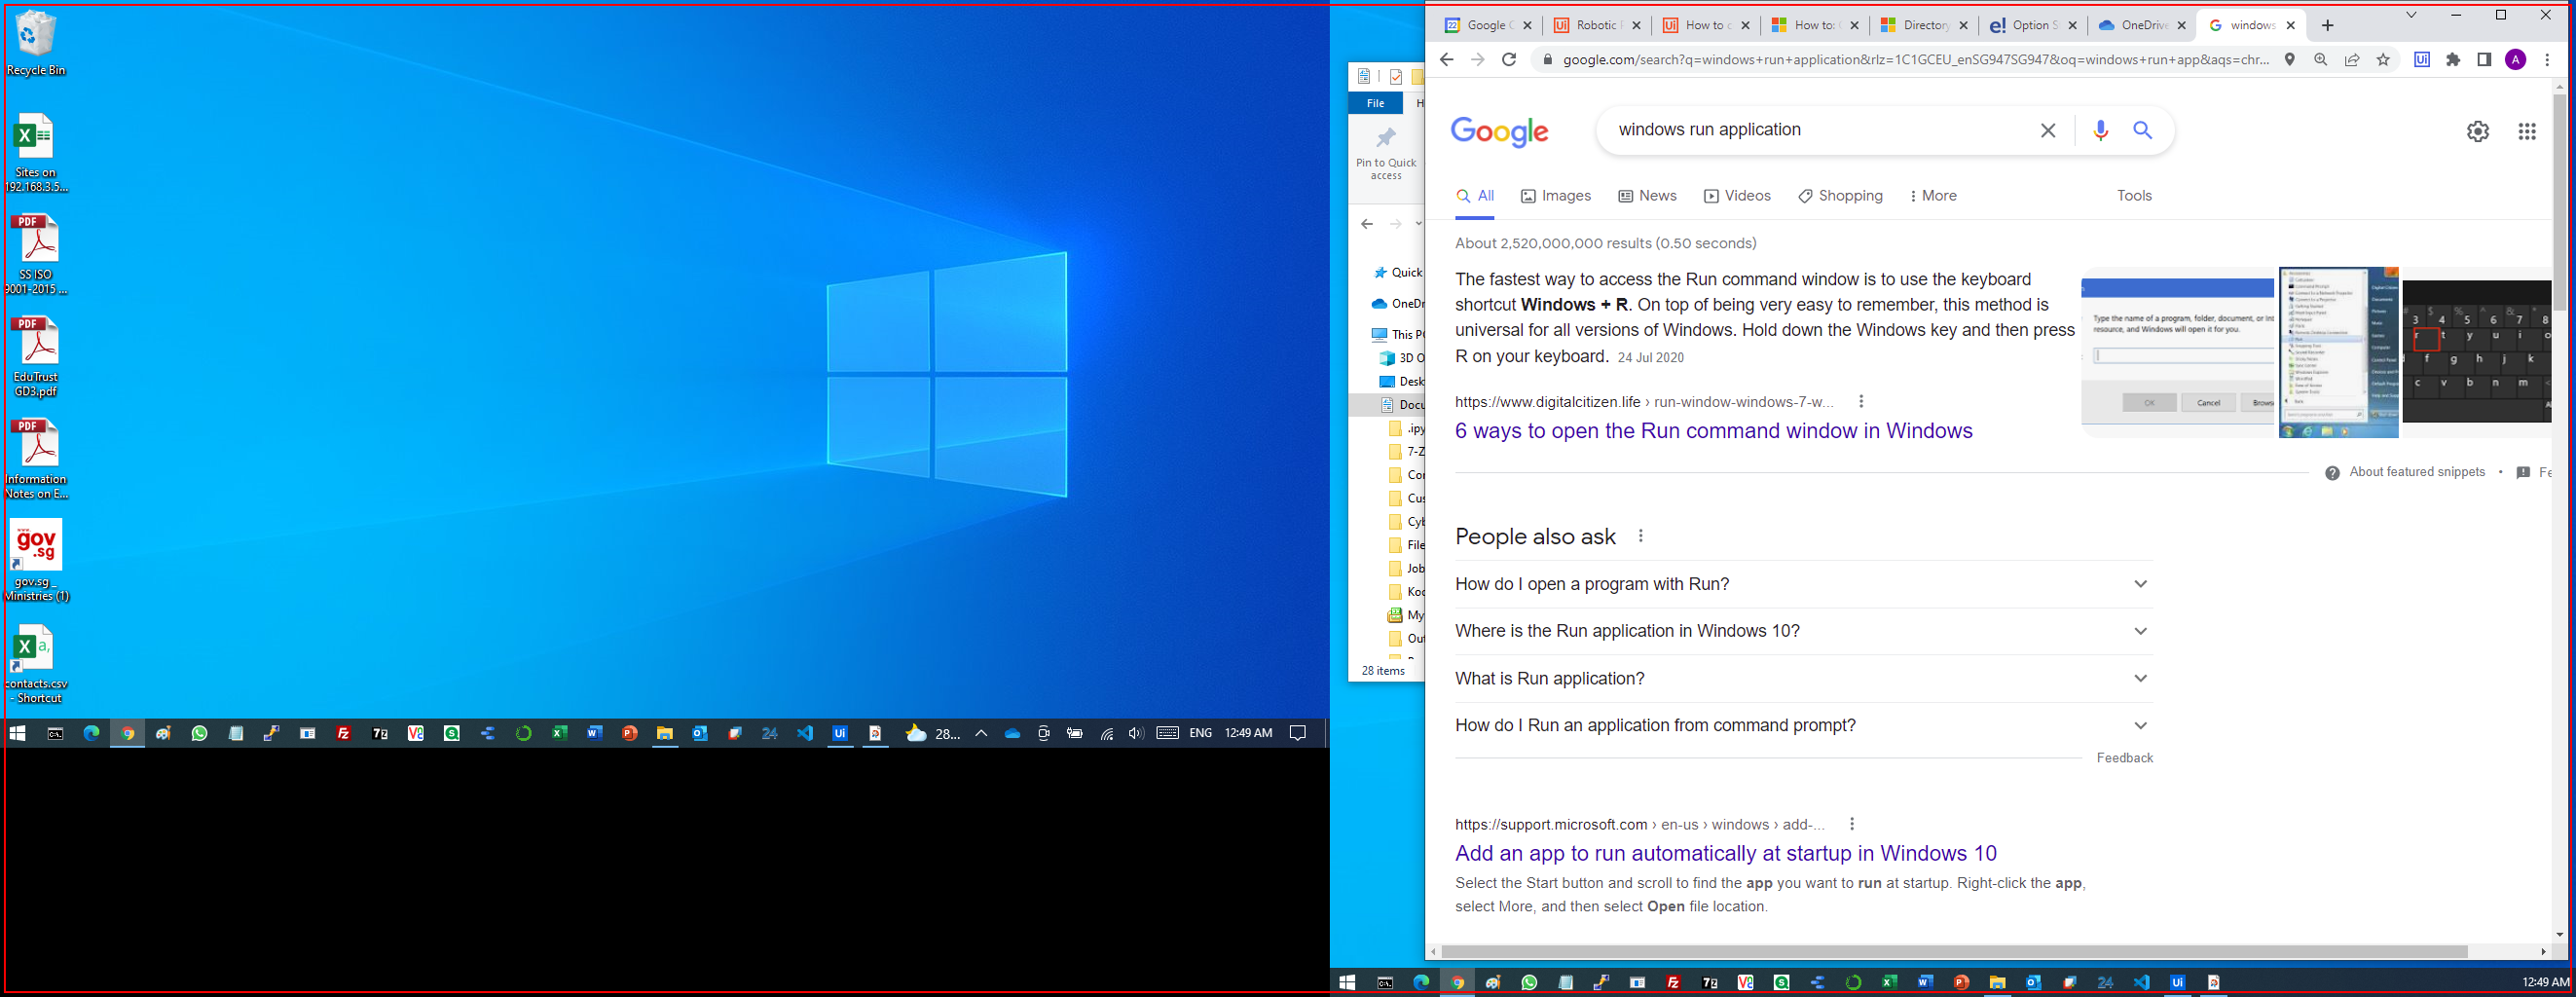 Recycle Bin
Sites on
192.168.3.5...
PDF
SS ISO
9001-2015 ...
PDF
EduTrust
GD3.pdf
PDF
Information
Notes on E...
www.
gov
.sg
gov.sg _
Ministries (1)
contacts.csv
- Shortcut
28...
ENG
12:49 AM
File
Pin to Quick
access
Quick
OneDr
This PC
3D O
Desk
Docu
.ipy
7-Z
Cor
Cus
Cyb
File
Job
Koc
My
Out
28 items
Google C
Robotic
How to c
How to: C
Directory
Option S
OneDrive
windows
google.com/search?q=windows+run+application&rlz=1C1GCEU_enSG947SG947&oq=windows+run+app&aqs=chr...
A
Google
windows run application
All
Images
News
Videos
Shopping
More
Tools
About 2,520,000,000 results (0.50 seconds)
The fastest way to access the Run command window is to use the keyboard
shortcut Windows + R. On top of being very easy to remember, this method is
universal for all versions of Windows. Hold down the Windows key and then press
R on your keyboard. 24 Jul 2020
Type the name of a program, folder, document, or Int
resource, and Windows will open it for you.
OK
Cancel
Brows
https://www.digitalcitizen.life › run-window-windows-7-w...
6 ways to open the Run command window in Windows
About featured snippets
•
Fe
People also ask
How do I open a program with Run?
Where is the Run application in Windows 10?
What is Run application?
How do I Run an application from command prompt?
Feedback
https://support.microsoft.com › en-us › windows › add-...
Add an app to run automatically at startup in Windows 10
Select the Start button and scroll to find the app you want to run at startup. Right-click the app,
select More, and then select Open file location.
12:49 AM